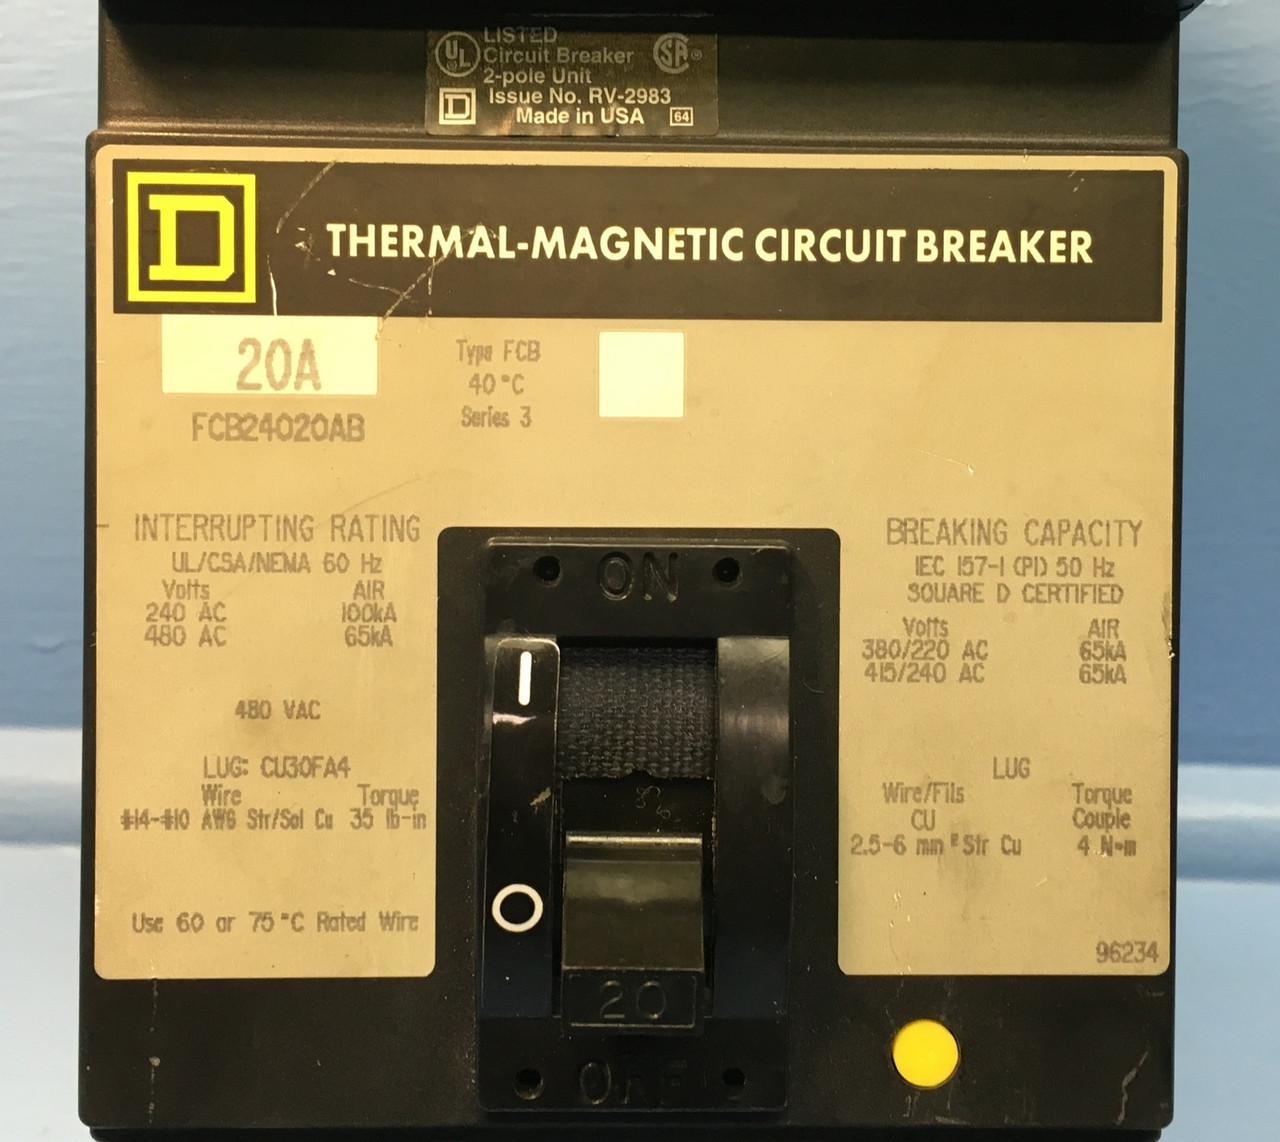 LISTED
UL
Circuit Breaker
SA®
2-pole Unit
D
Issue No. RV-2983
Made in USA
64
D
THERMAL-MAGNETIC CIRCUIT BREAKER
20A
Type FCB
40°C
Series 3
FCB24020AB
INTERRUPTING RATING
UL/CSA/NEMA 60 Hz
Volts AIR
240 AC 100kA
480 AC 65kA
480 VAC
LUG: CU30FA4
Wire Torque
#14-#10 AWG Str/Sol Cu 35 lb-in
Use 60 or 75°C Rated Wire
ON
I
O
20
OFF
BREAKING CAPACITY
IEC 157-1 (P1) 50 Hz
SQUARE D CERTIFIED
Volts AIR
380/220 AC 65kA
415/240 AC 65kA
LUG
Wire/Fils Torque
CU Couple
2.5-6 mm² Str Cu 4 N-m
96234